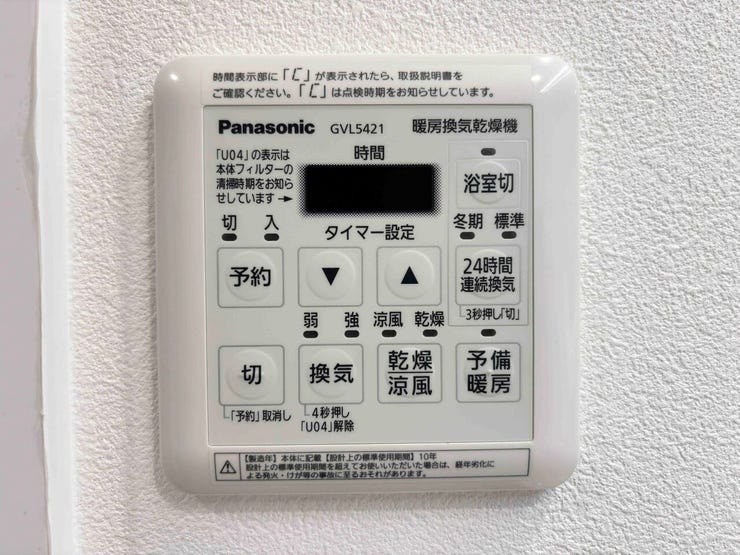 時間表示部に「C」が表示されたら、取扱説明書を
ご確認ください。「C」は点検時期をお知らせしています。
Panasonic GVL5421 暖房換気乾燥機
「U04」の表示は
本体フィルターの
清掃時期をお知ら
せしています→
時間
浴室切
切 入
タイマー設定
冬期 標準
予約
▼
▲
24時間
連続換気
3秒押し「切」
弱 強 涼風 乾燥
切
換気
乾燥
涼風
予備
暖房
「予約」取消し
4秒押し
「U04」解除
【製造年】本体に記載【設計上の標準使用期間】10年
設計上の標準使用期間を超えてお使いいただいた場合は、経年劣化に
よる発火・けが等の事故に至るおそれがあります。